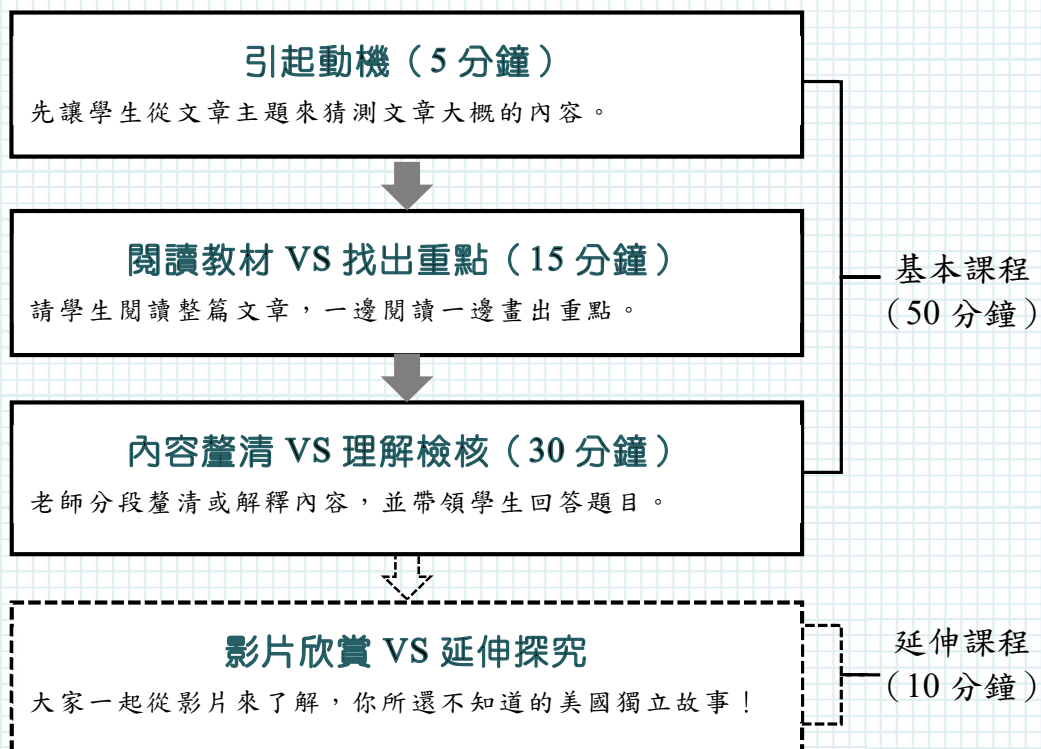 引起動機（5 分鐘）
先讓學生從文章主題來猜測文章大概的內容。
閱讀教材 VS 找出重點（15 分鐘）
請學生閱讀整篇文章，一邊閱讀一邊畫出重點。
基本課程
（50 分鐘）
內容釐清 VS 理解檢核（30 分鐘）
老師分段釐清或解釋內容，並帶領學生回答題目。
影片欣賞 VS 延伸探究
大家一起從影片來了解，你所還不知道的美國獨立故事！
延伸課程
（10 分鐘）